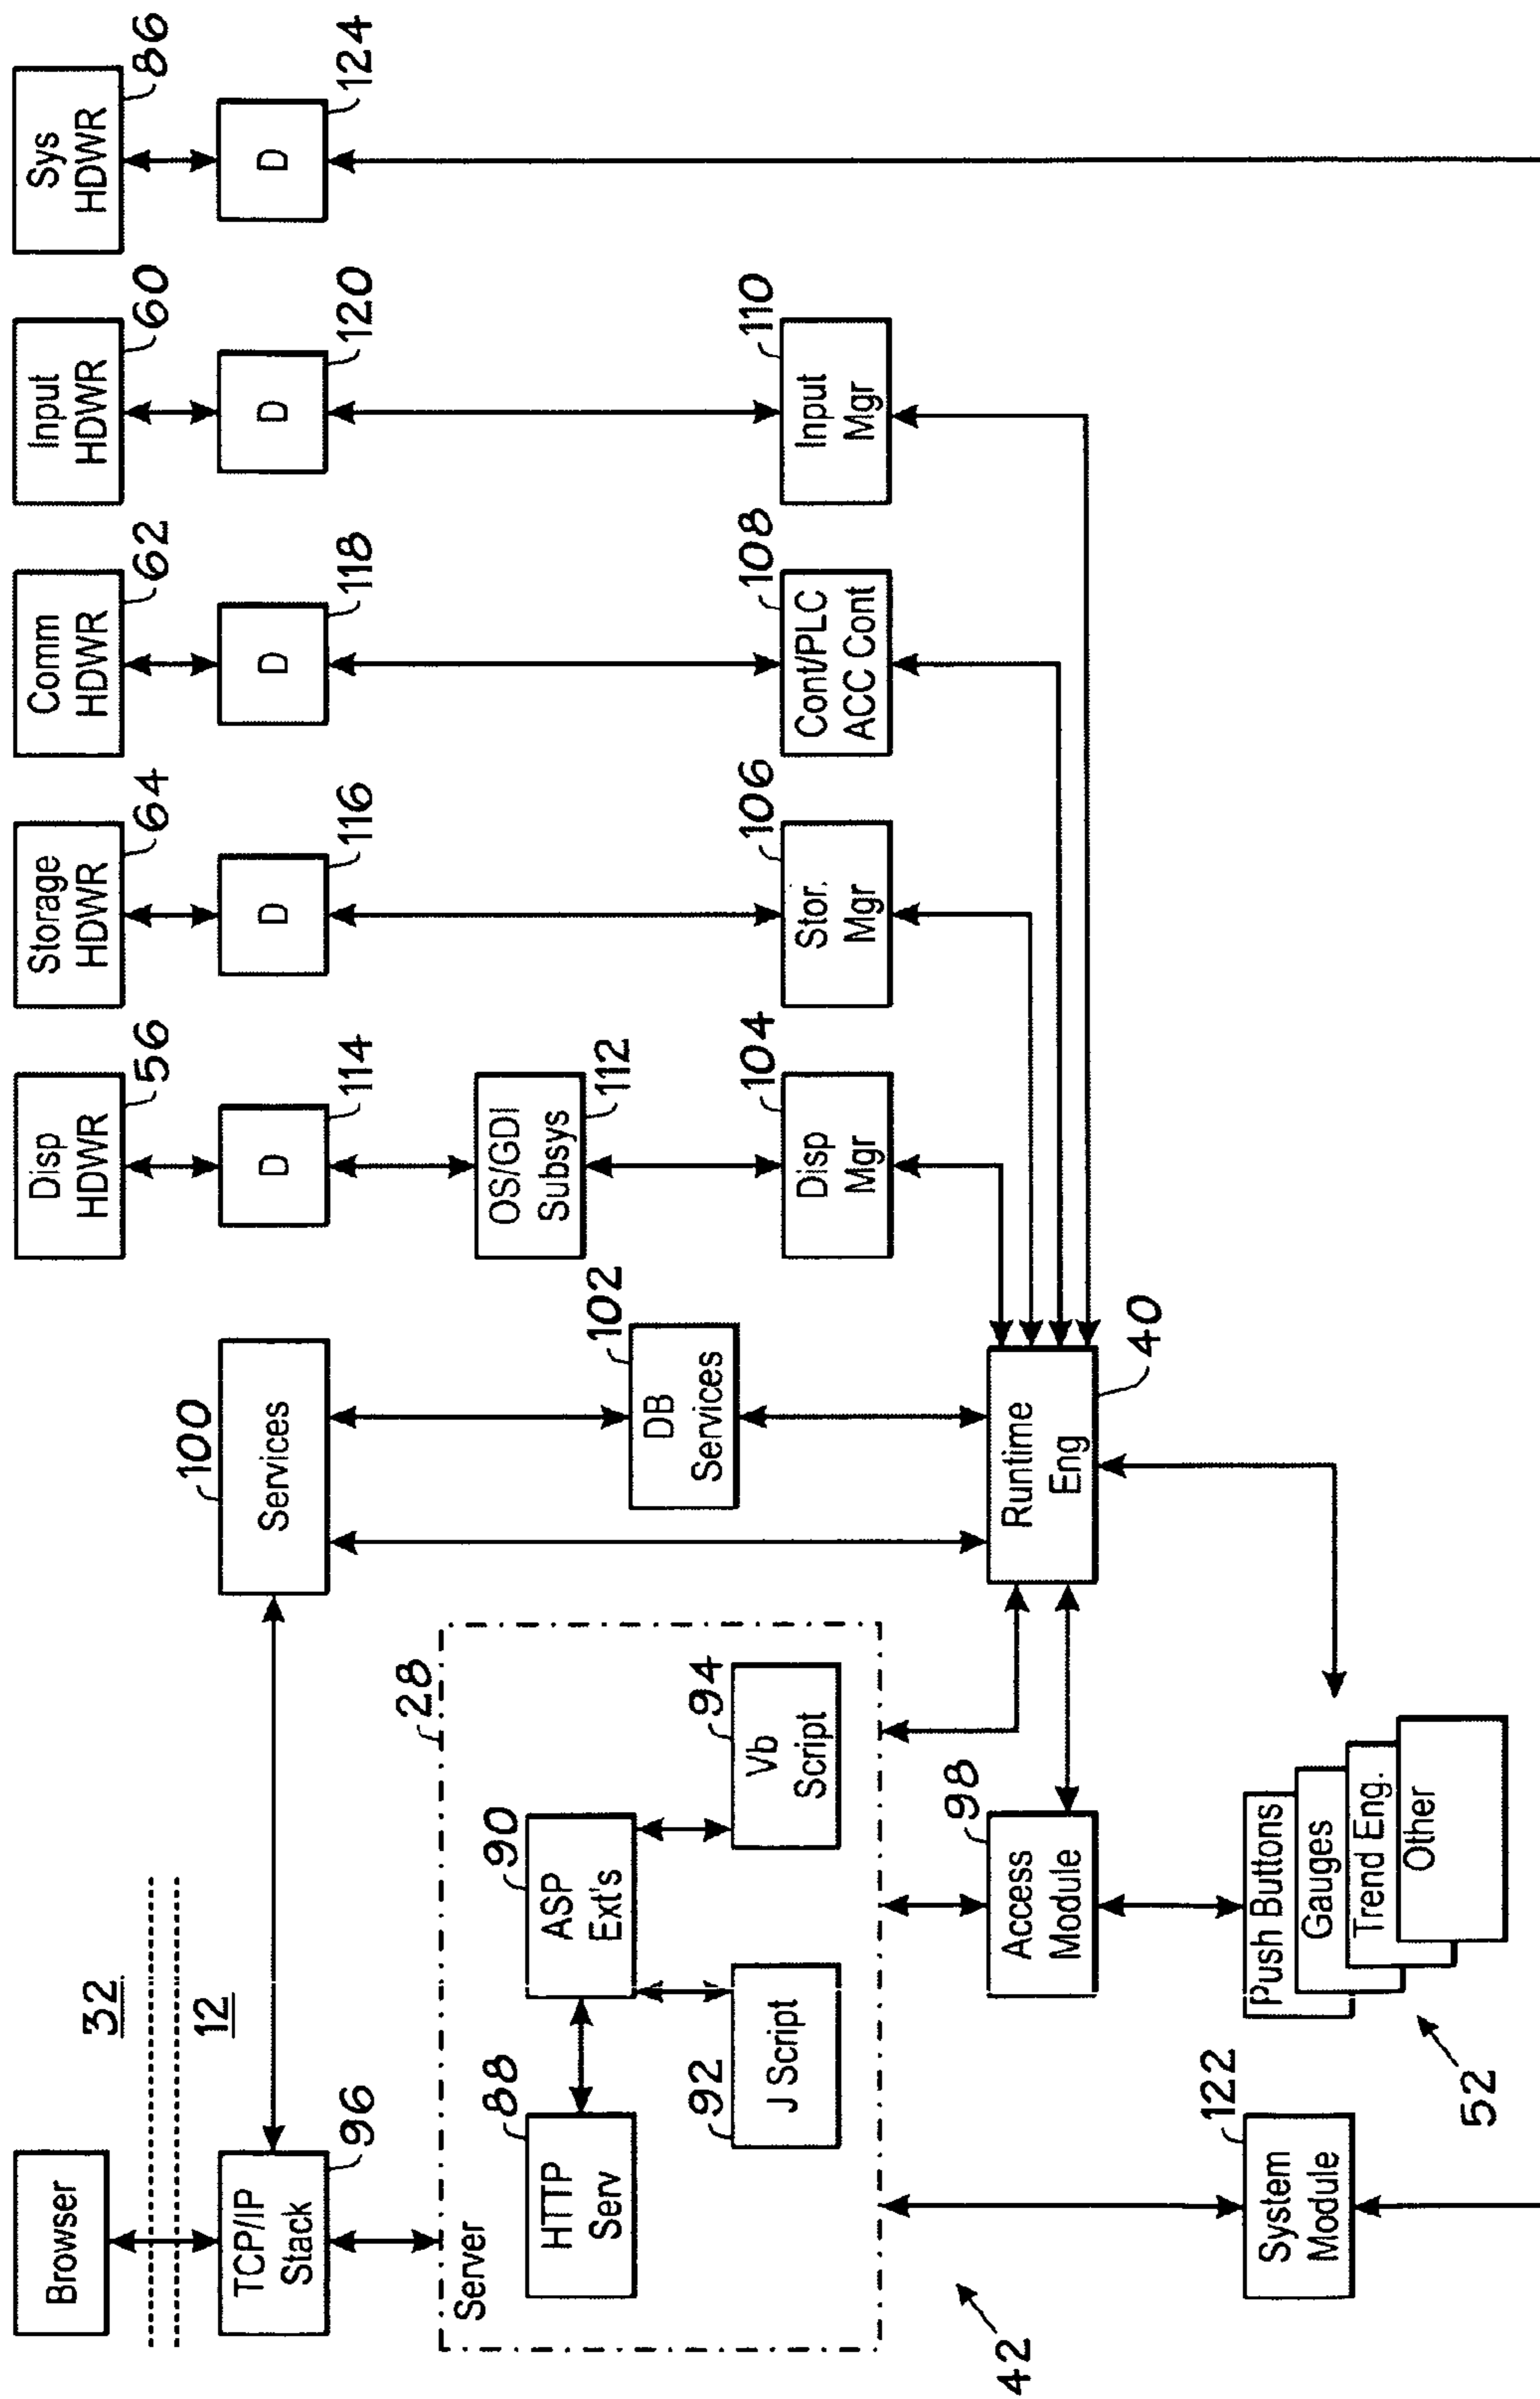 Browser
32
12
TCP/IP
Stack
96
Services
100
Disp
HDWR
56
Storage
HDWR
64
Comm
HDWR
62
Input
HDWR
60
Sys
HDWR
86
D
114
D
116
D
118
D
120
D
124
Server
28
HTTP
Serv
88
ASP
Ext's
90
J Script
92
Vb
Script
94
DB
Services
102
OS/GDI
Subsys
112
Disp
Mgr
104
Stor.
Mgr
106
Cont/PLC
ACC Cont
108
Input
Mgr
110
42
Access
Module
98
Runtime
Eng
40
System
Module
122
Push Buttons
Gauges
Trend Eng.
Other
52